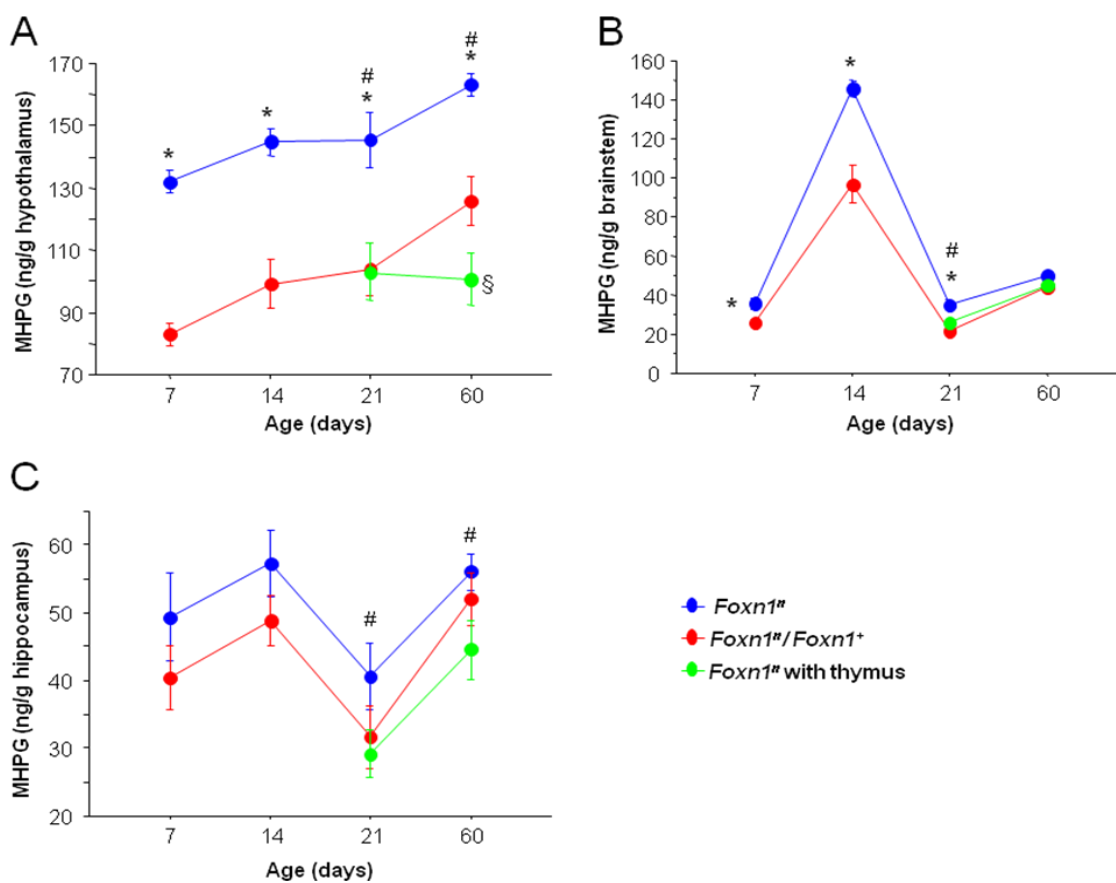 A
MHPG (ng/g hypothalamus)
170
150
130
110
90
70
*
*
#
*
#
*
§
7 14 21 60
Age (days)
B
MHPG (ng/g brainstem)
160
140
120
100
80
60
40
20
0
*
*
#
*
7 14 21 60
Age (days)
C
MHPG (ng/g hippocampus)
60
50
40
30
20
#
#
7 14 21 60
Age (days)
Foxn1ⁿ
Foxn1ⁿ/Foxn1⁺
Foxn1ⁿ with thymus